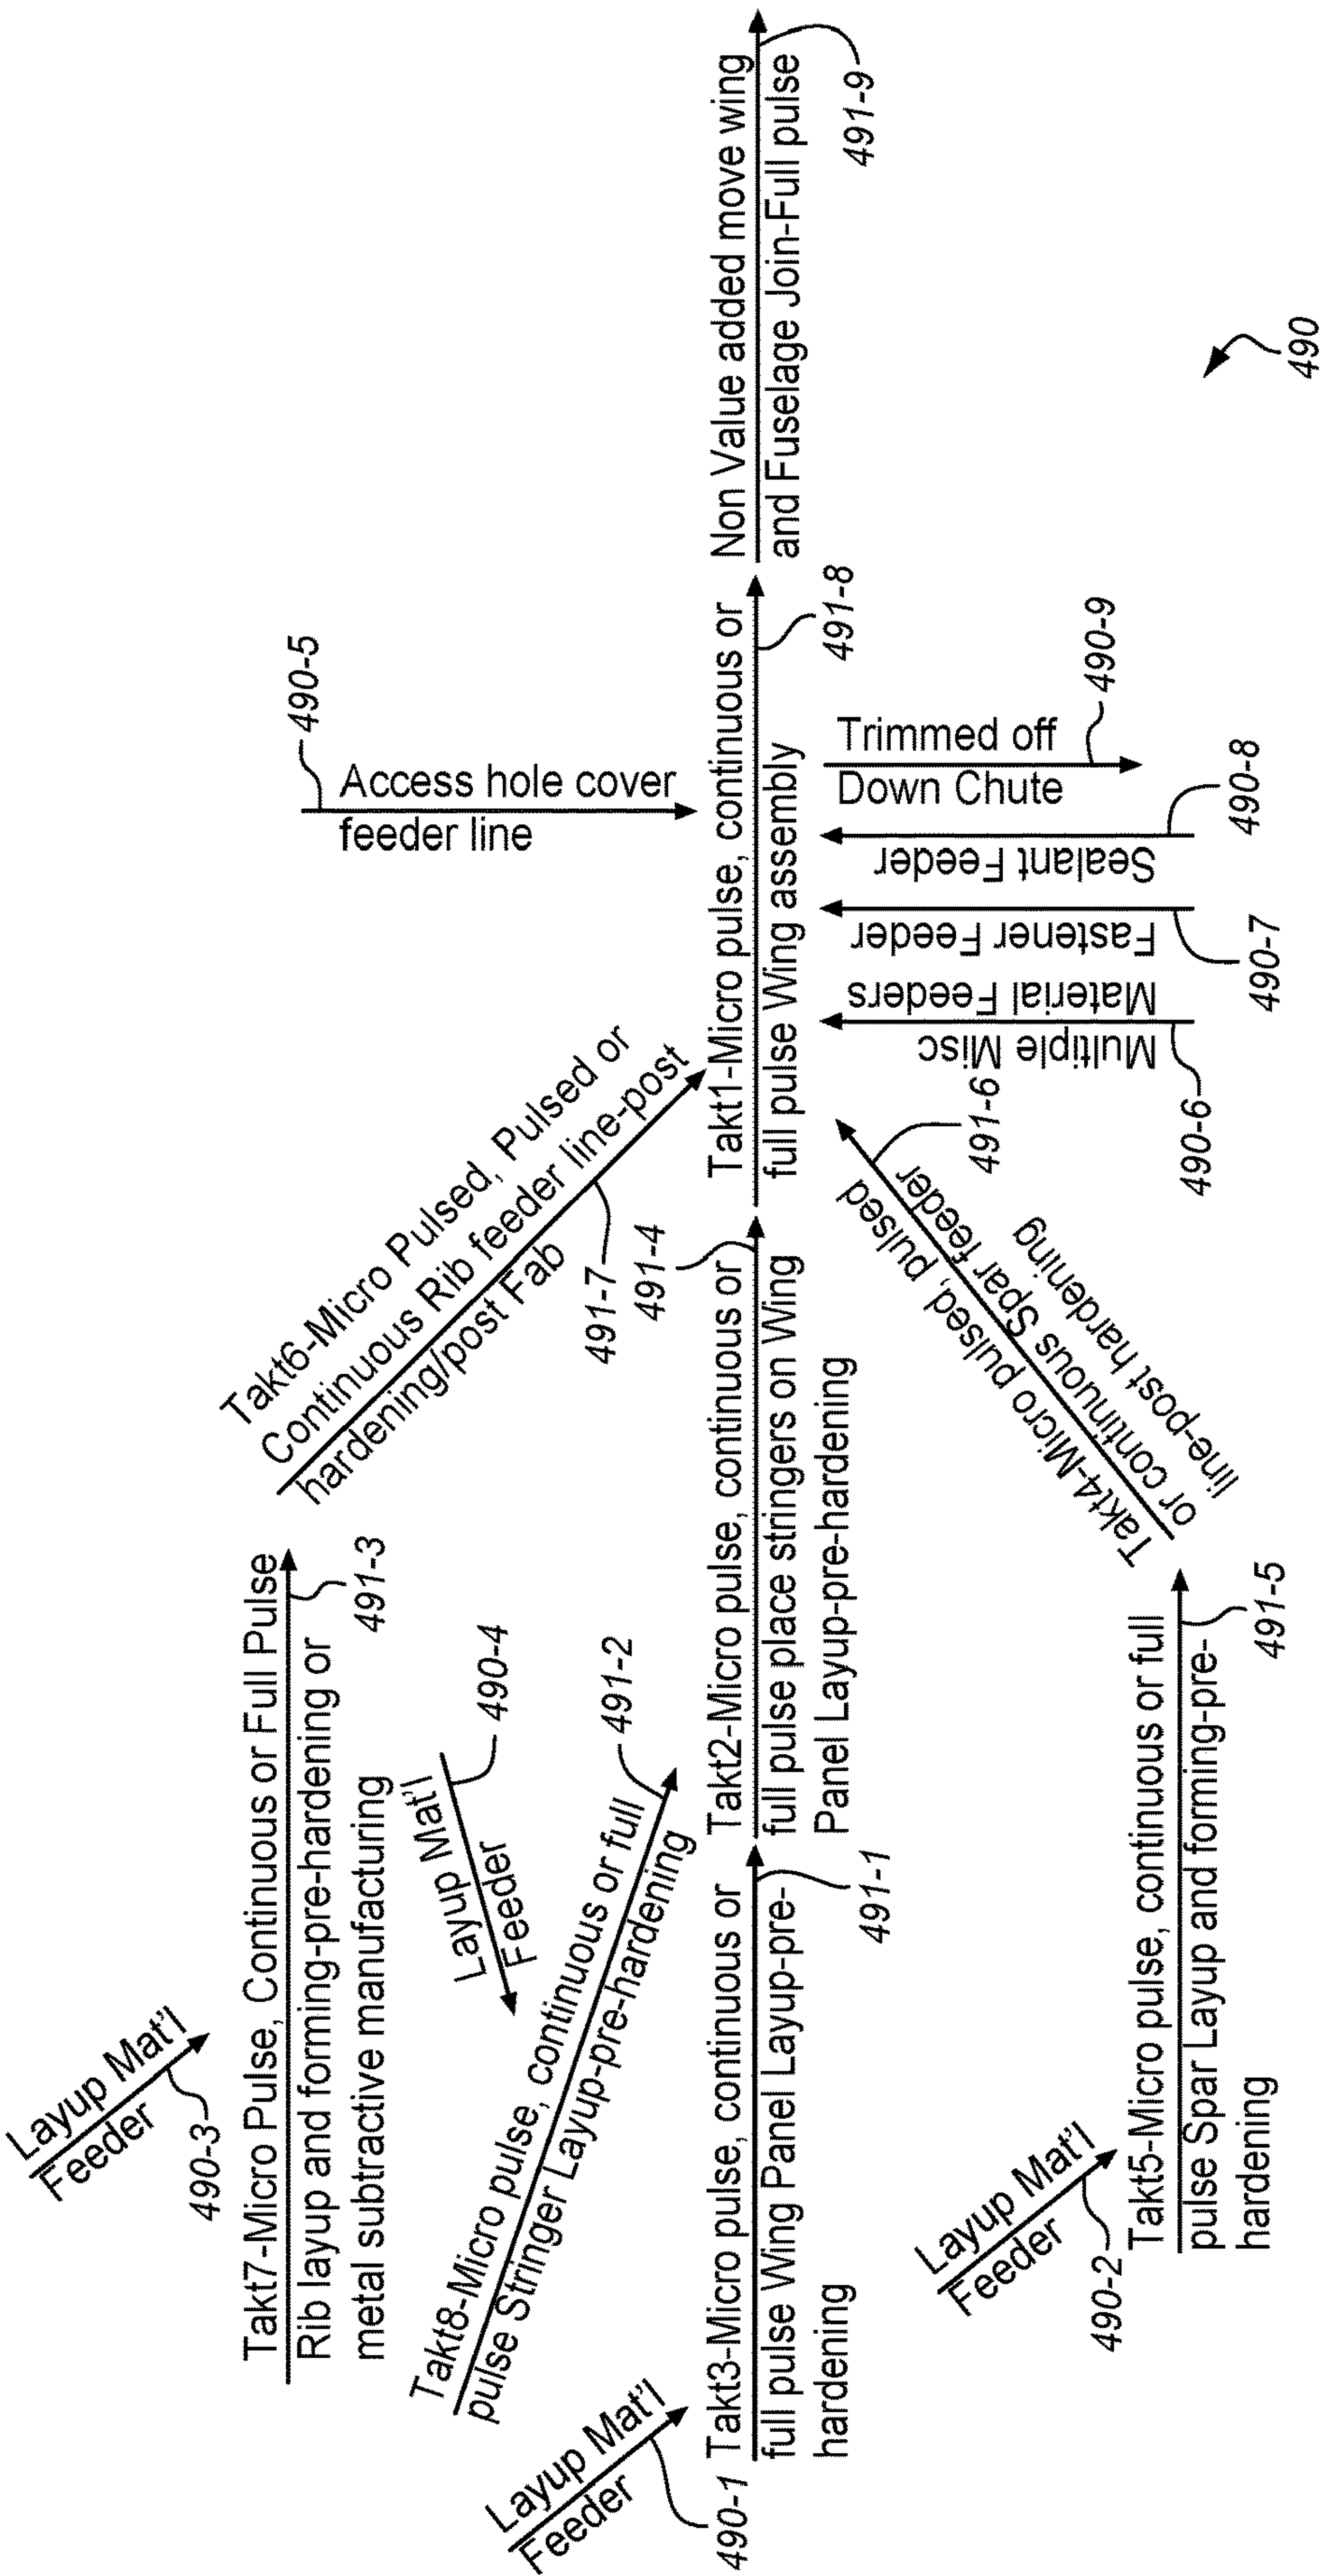 Layup Mat'l
Feeder
490-3
Takt7-Micro Pulse, Continuous or Full Pulse
Rib layup and forming-pre-hardening or
metal subtractive manufacturing
491-3
Layup Mat'l
Feeder
490-4
Takt8-Micro pulse, continuous or full
pulse Stringer Layup-pre-hardening
491-2
Layup Mat'l
Feeder
490-1
Takt3-Micro pulse, continuous or
full pulse Wing Panel Layup-pre-
hardening
491-1
Takt2-Micro pulse, continuous or
full pulse place stringers on Wing
Panel Layup-pre-hardening
491-4
Takt6-Micro Pulsed, Pulsed or
Continuous Rib feeder line-post
hardening/post Fab
491-7
Access hole cover
feeder line
490-5
Takt1-Micro pulse, continuous or
full pulse Wing assembly
491-8
Non Value added move wing
and Fuselage Join-Full pulse
491-9
Layup Mat'l
Feeder
490-2
Takt5-Micro pulse, continuous or full
pulse Spar Layup and forming-pre-
hardening
491-5
Takt4-Micro pulsed, pulsed
or continuous Spar feeder
line-post hardening
491-6
Multiple Misc
Material Feeders
490-6
Fastener Feeder
490-7
Sealant Feeder
490-8
Trimmed off
Down Chute
490-9
490